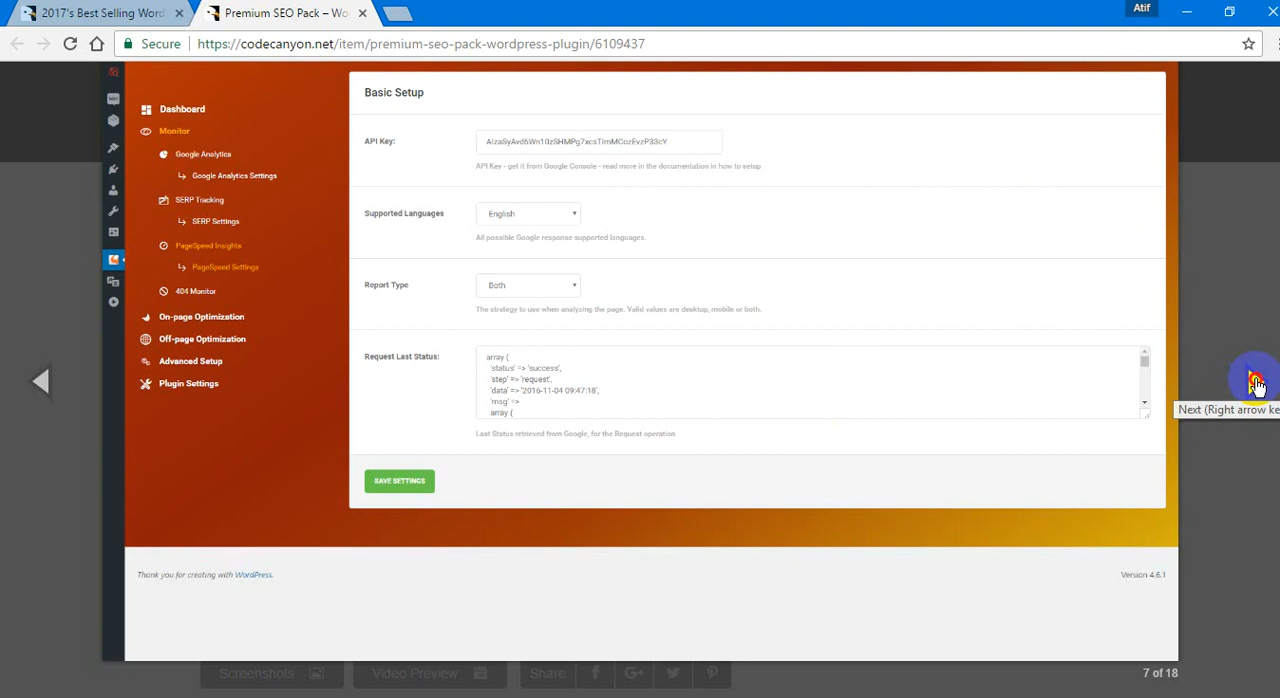 2017's Best Selling Word
Premium SEO Pack – Wo
Atif
Secure
https://codecanyon.net/item/premium-seo-pack-wordpress-plugin/6109437
Dashboard
Monitor
Google Analytics
Google Analytics Settings
SERP Tracking
SERP Settings
PageSpeed Insights
PageSpeed Settings
404 Monitor
On-page Optimization
Off-page Optimization
Advanced Setup
Plugin Settings
Basic Setup
API Key:
API Key - get it from Google Console - read more in the documentation in how to setup
Supported Languages
English
All possible Google response supported languages.
Report Type
Both
The strategy to use when analyzing the page. Valid values are desktop, mobile or both.
Request Last Status:
array (
'status' => 'success',
'step' => 'request',
'data' => '2016-11-04 09:47:18',
'msg' =>
array (
Last Status retrieved from Google, for the Request operation
SAVE SETTINGS
Next (Right arrow ke
Thank you for creating with WordPress.
Version 4.6.1
Screenshots
Video Preview
Share
7 of 18